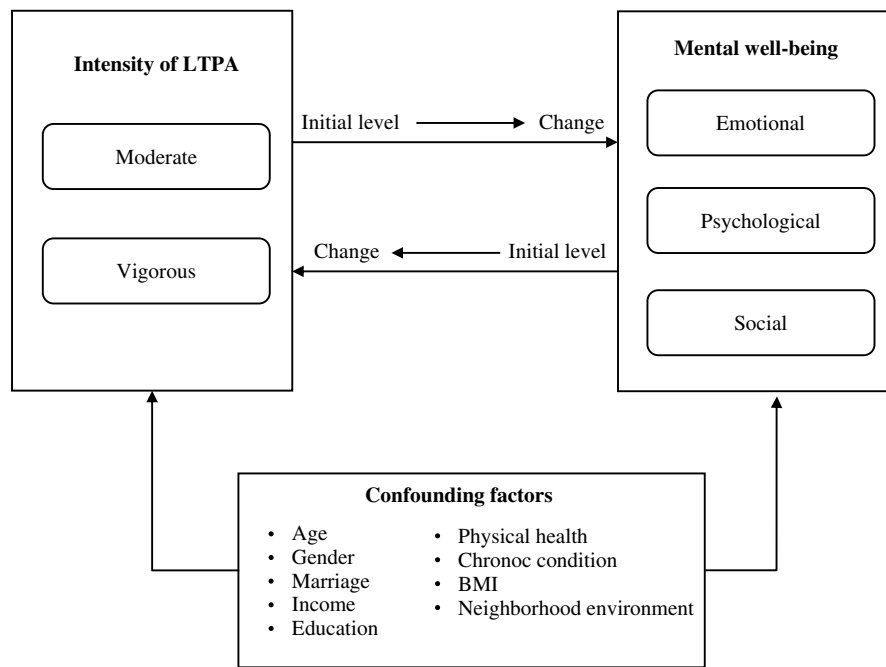 Intensity of LTPA
Moderate
Vigorous
Initial level
Change
Change
Initial level
Mental well-being
Emotional
Psychological
Social
Confounding factors
• Age
• Gender
• Marriage
• Income
• Education
• Physical health
• Chronoc condition
• BMI
• Neighborhood environment